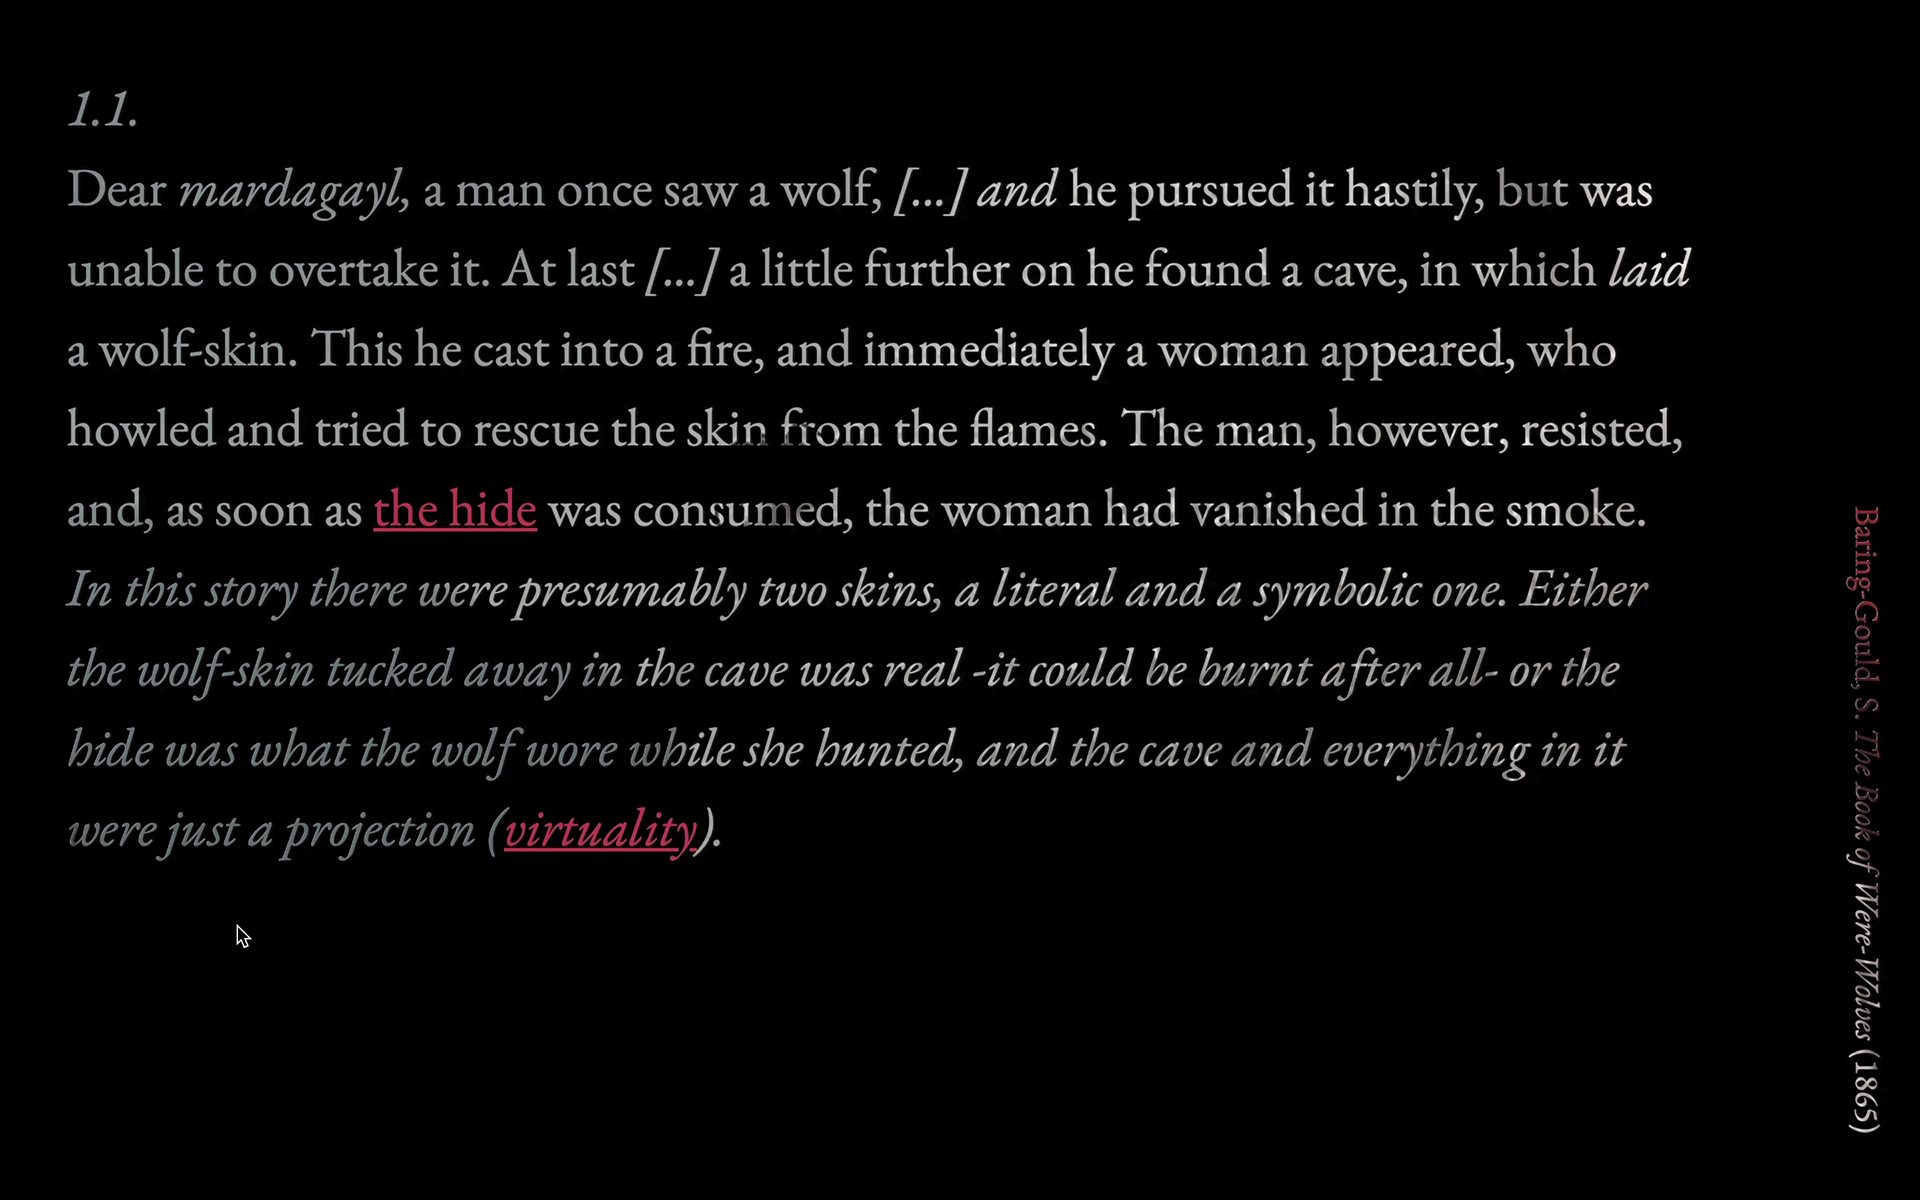 1.1.
Dear mardagayl, a man once saw a wolf, [...] and he pursued it hastily, but was
unable to overtake it. At last [...] a little further on he found a cave, in which laid
a wolf-skin. This he cast into a fire, and immediately a woman appeared, who
howled and tried to rescue the skin from the flames. The man, however, resisted,
and, as soon as the hide was consumed, the woman had vanished in the smoke.
In this story there were presumably two skins, a literal and a symbolic one. Either
the wolf-skin tucked away in the cave was real -it could be burnt after all- or the
hide was what the wolf wore while she hunted, and the cave and everything in it
were just a projection (virtuality).
Baring-Gould, S. The Book of Were-Wolves (1865)